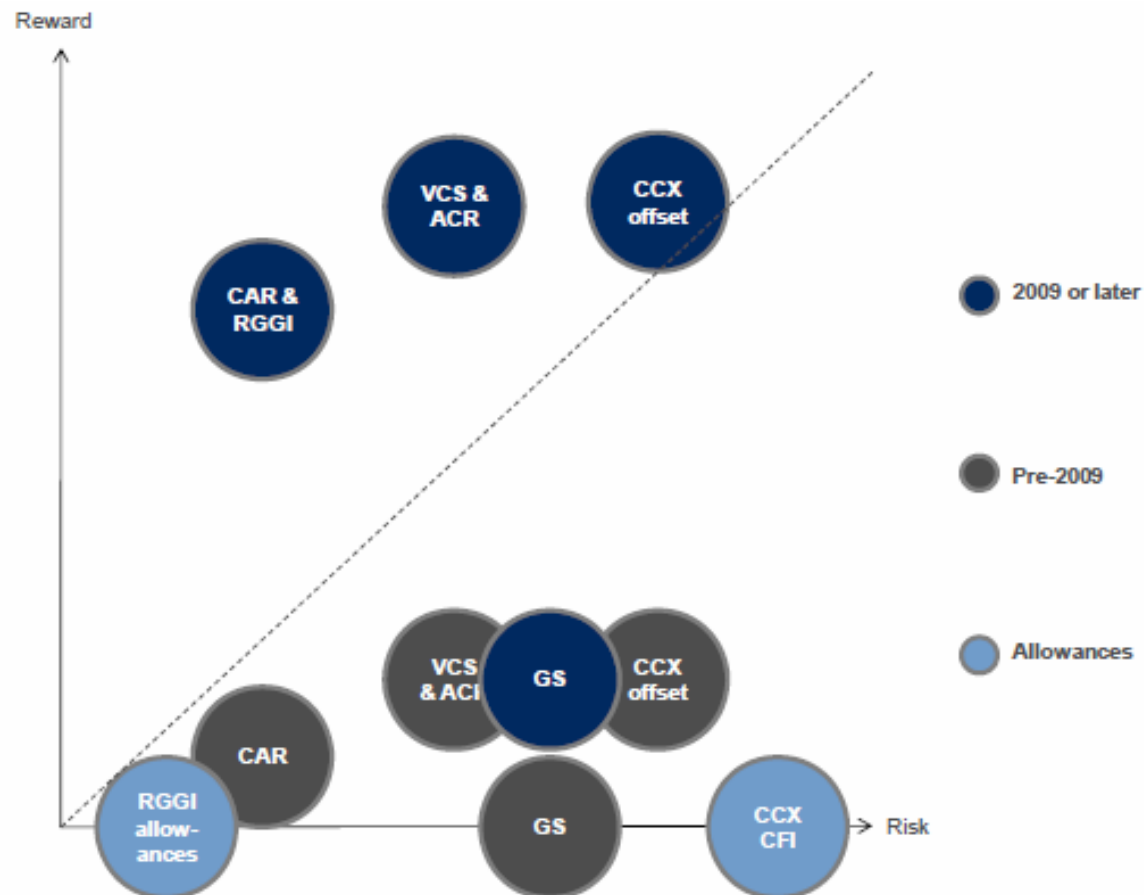 Reward
VCS &
ACR
CCX
offset
CAR &
RGGI
2009 or later
Pre-2009
Allowances
VCS
& ACI
GS
CCX
offset
CAR
RGGI
allow-
ances
GS
CCX
CFI
Risk